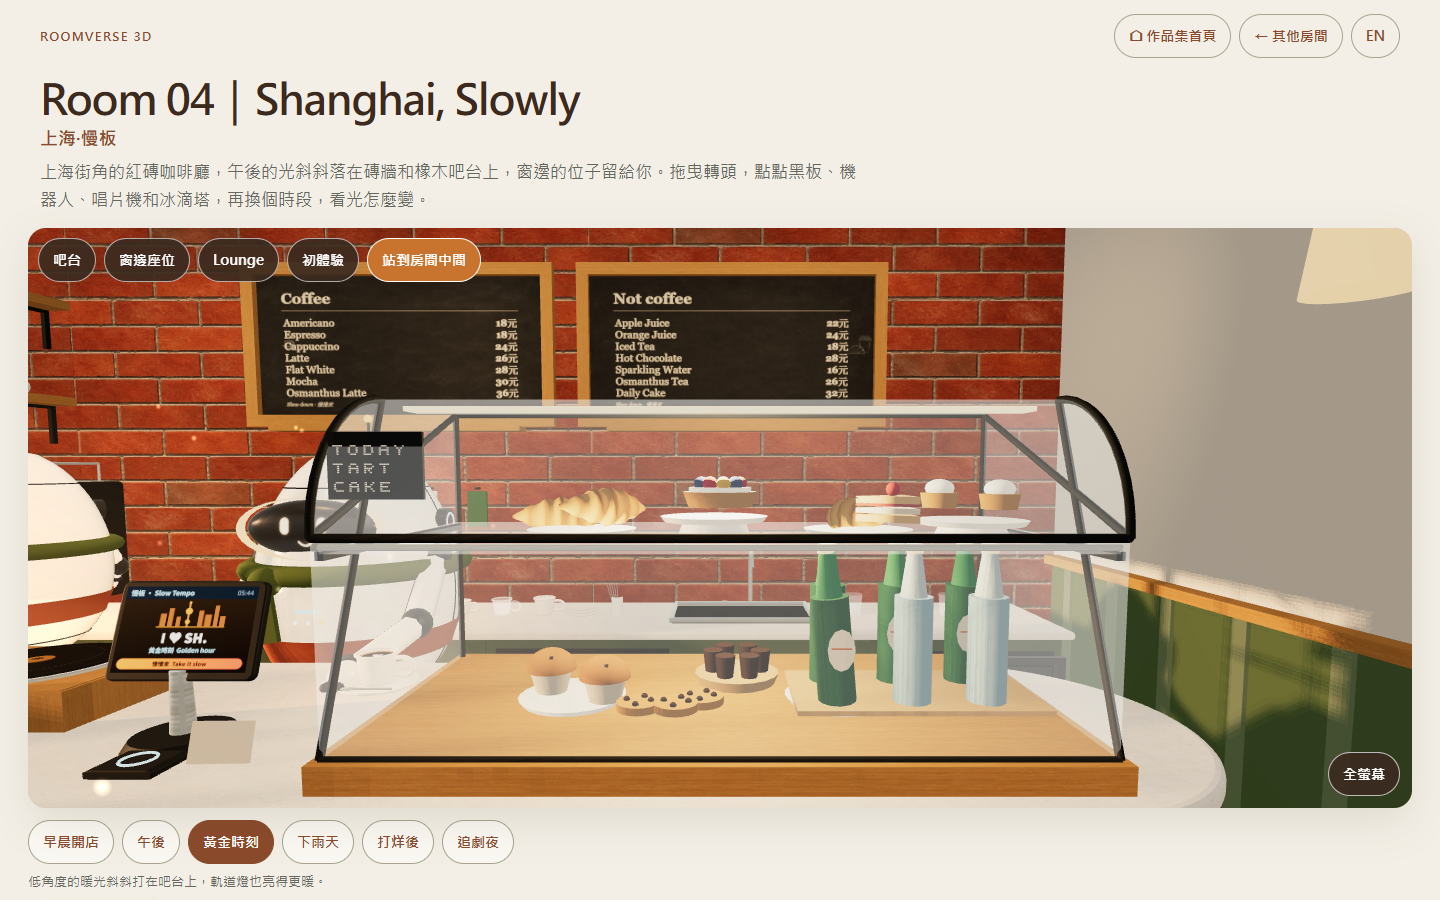 ROOMVERSE 3D
作品集首頁
← 其他房間
EN
Room 04 | Shanghai, Slowly
上海·慢板
上海街角的紅磚咖啡廳，午後的光斜斜落在磚牆和橡木吧台上，窗邊的位子留給你。拖曳轉頭，點點黑板、機
器人、唱片機和冰滴塔，再換個時段，看光怎麼變。
吧台
窗邊座位
Lounge
初體驗
站到房間中間
Coffee
Americano 18元
Espresso 18元
Cappuccino 24元
Latte 26元
Flat White 28元
Mocha 30元
Osmanthus Latte 36元
Not coffee
Apple Juice 22元
Orange Juice 24元
Iced Tea 18元
Hot Chocolate 28元
Sparkling Water 16元
Osmanthus Tea 26元
Daily Cake 32元
TODAY
TART
CAKE
慢板 • Slow Tempo 05:44
I ♥ SH.
黃金時刻 Golden hour
慢慢來 Take it slow
全螢幕
早晨開店
午後
黃金時刻
下雨天
打烊後
追劇夜
低角度的暖光斜斜打在吧台上，軌道燈也亮得更暖。